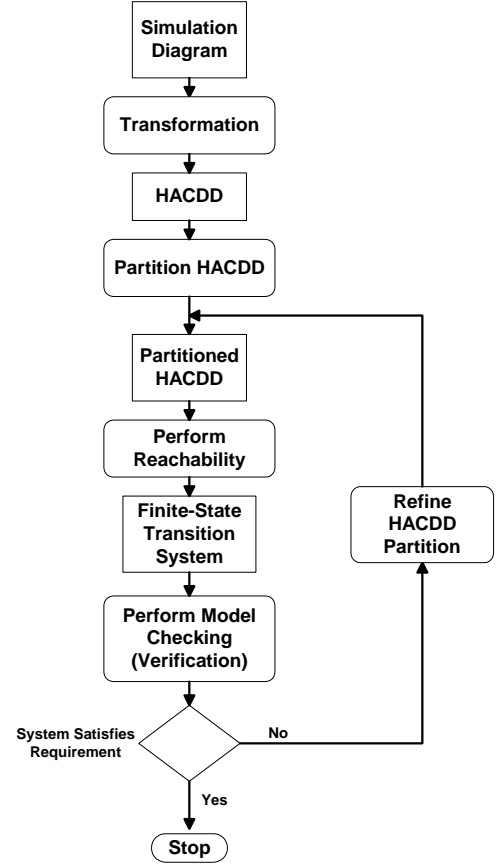 Simulation
Diagram
Transformation
HACDD
Partition HACDD
Partitioned
HACDD
Perform
Reachability
Finite-State
Transition
System
Refine
HACDD
Partition
Perform Model
Checking
(Verification)
System Satisfies
Requirement
No
Yes
Stop